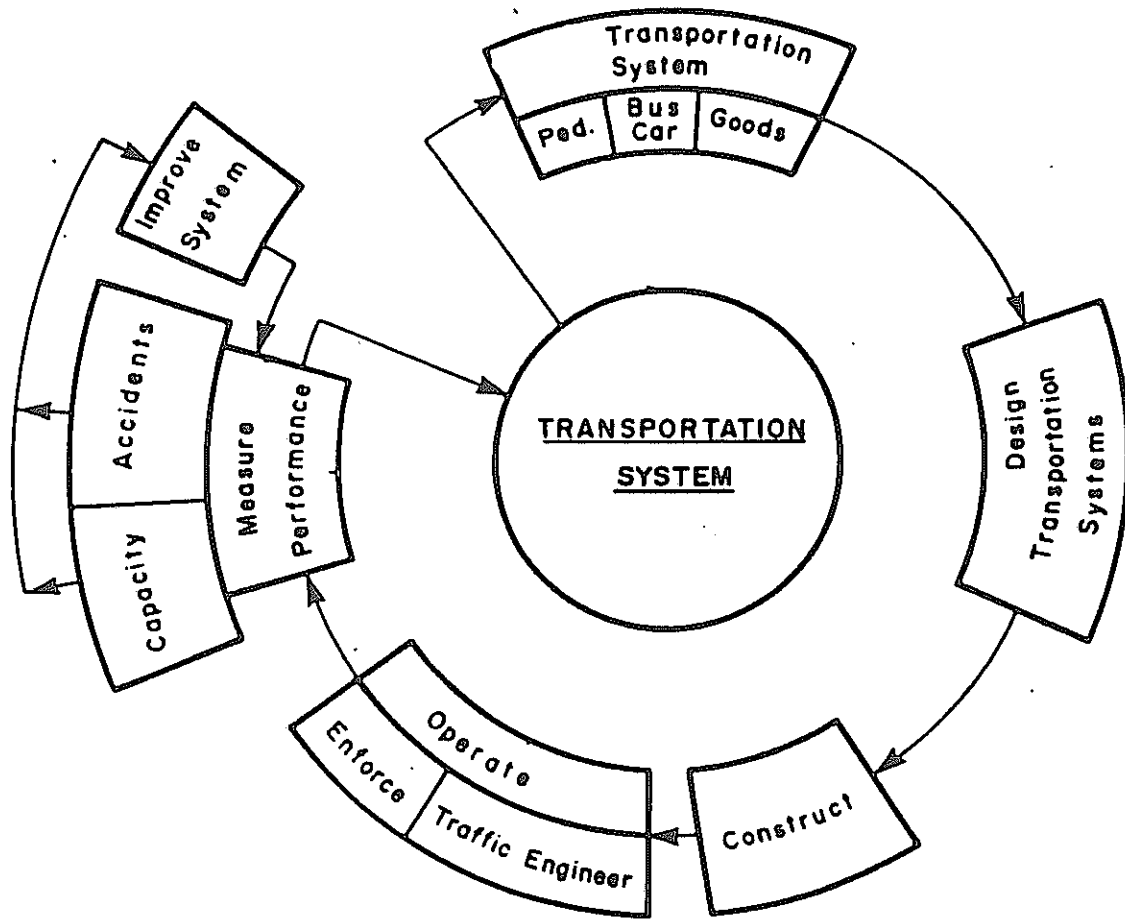 Transportation
System
Ped.
Bus
Car
Goods
Improve
System
Accidents
Capacity
Measure
Performance
TRANSPORTATION
SYSTEM
Design
Transportation
Systems
Operate
Enforce
Traffic Engineer
Construct